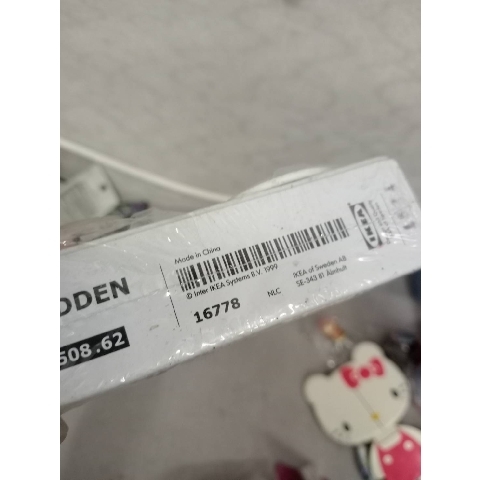 DDEN
508.62
Made in China
© Inter IKEA Systems B.V. 1999
16778
NLC
IKEA of Sweden AB
SE-343 81 Älmhult
IKEA